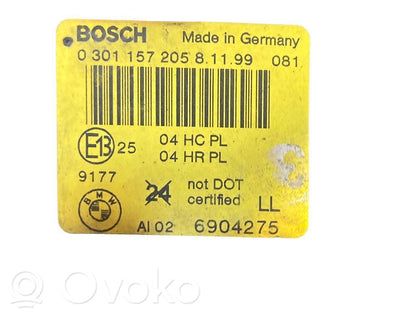 BOSCH Made in Germany
0 301 157 205 8.11.99 081
E13 25 04 HC PL
04 HR PL
9177
24 not DOT
certified LL
BMW
AI 02 6904275
Ovoko